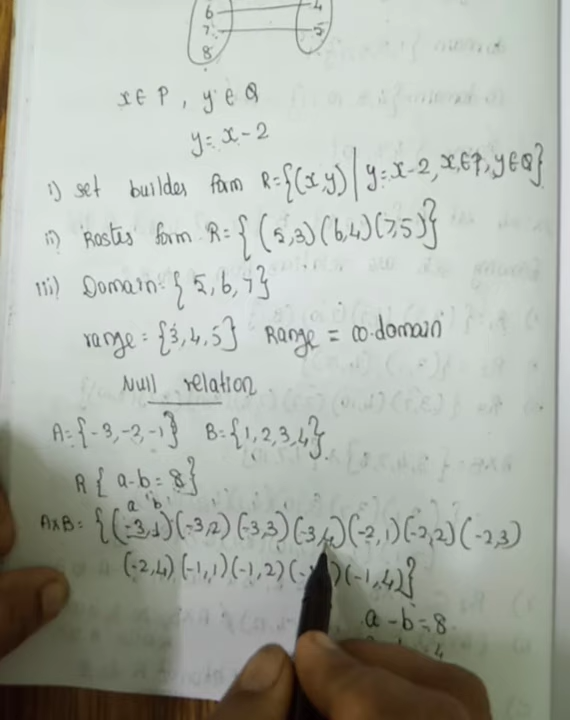 6 4
7 5
8
x ∈ P, y ∈ Q
y = x - 2
i) set builder form R = {(x,y) | y = x-2, x ∈ P, y ∈ Q}
ii) Roster form R = { (5,3) (6,4) (7,5)}
iii) Domain = { 5, 6, 7}
range = {3, 4, 5} Range = co-domain
Null relation
A = {-3, -2, -1} B = {1, 2, 3, 4}
R { a-b = 8}
a b
A×B = {(-3,1) (-3,2) (-3,3) (-3,4) (-2,1) (-2,2) (-2,3)
(-2,4) (-1,1) (-1,2) ) (-1,4)}
a - b = 8